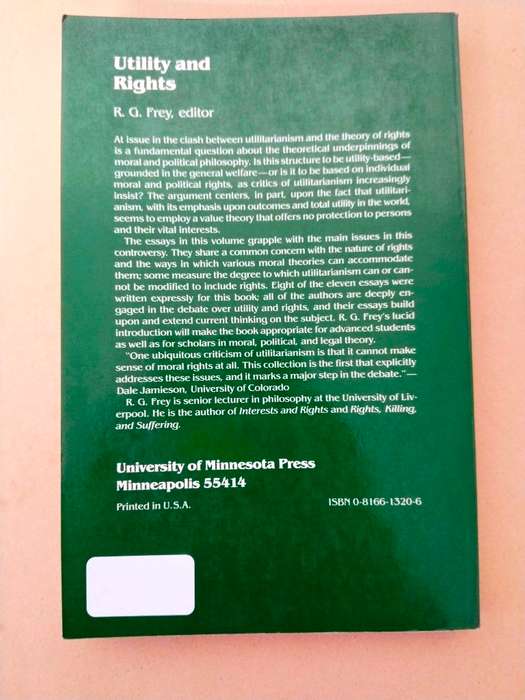 Utility and
Rights
R. G. Frey, editor
At issue in the clash between utilitarianism and the theory of rights
is a fundamental question about the theoretical underpinnings of
moral and political philosophy. Is this structure to be utility-based—
grounded in the general welfare—or is it to be based on individual
moral and political rights, as critics of utilitarianism increasingly
insist? The argument centers, in part, upon the fact that utilitari-
anism, with its emphasis upon outcomes and total utility in the world,
seems to employ a value theory that offers no protection to persons
and their vital interests.
The essays in this volume grapple with the main issues in this
controversy. They share a common concern with the nature of rights
and the ways in which various moral theories can accommodate
them; some measure the degree to which utilitarianism can or can-
not be modified to include rights. Eight of the eleven essays were
written expressly for this book; all of the authors are deeply en-
gaged in the debate over utility and rights, and their essays build
upon and extend current thinking on the subject. R. G. Frey's lucid
introduction will make the book appropriate for advanced students
as well as for scholars in moral, political, and legal theory.
"One ubiquitous criticism of utilitarianism is that it cannot make
sense of moral rights at all. This collection is the first that explicitly
addresses these issues, and it marks a major step in the debate."—
Dale Jamieson, University of Colorado
R. G. Frey is senior lecturer in philosophy at the University of Liv-
erpool. He is the author of Interests and Rights and Rights, Killing,
and Suffering.
University of Minnesota Press
Minneapolis 55414
Printed in U.S.A.
ISBN 0-8166-1320-6